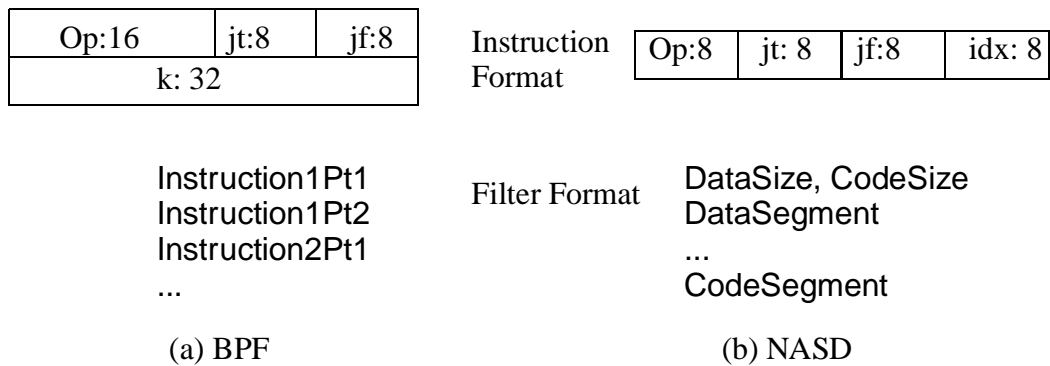 Op:16 jt:8 jf:8
k: 32
Instruction1Pt1
Instruction1Pt2
Instruction2Pt1
...
(a) BPF
Instruction
Format
Op:8 jt: 8 jf:8 idx: 8
Filter Format
DataSize, CodeSize
DataSegment
...
CodeSegment
(b) NASD